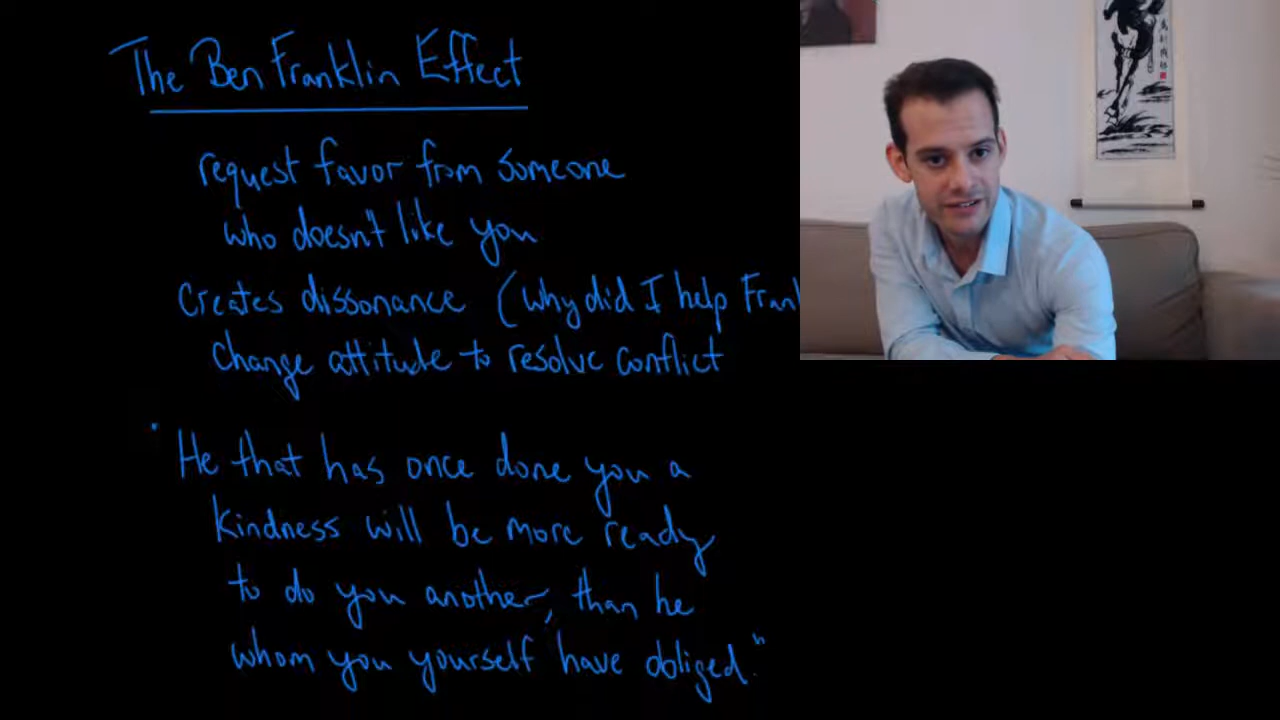 The Ben Franklin Effect
request favor from someone
who doesn't like you
creates dissonance (why did I help
change attitude to resolve conflict
"He that has once done you a
kindness will be more ready
to do you another, than he
whom you yourself have obliged."